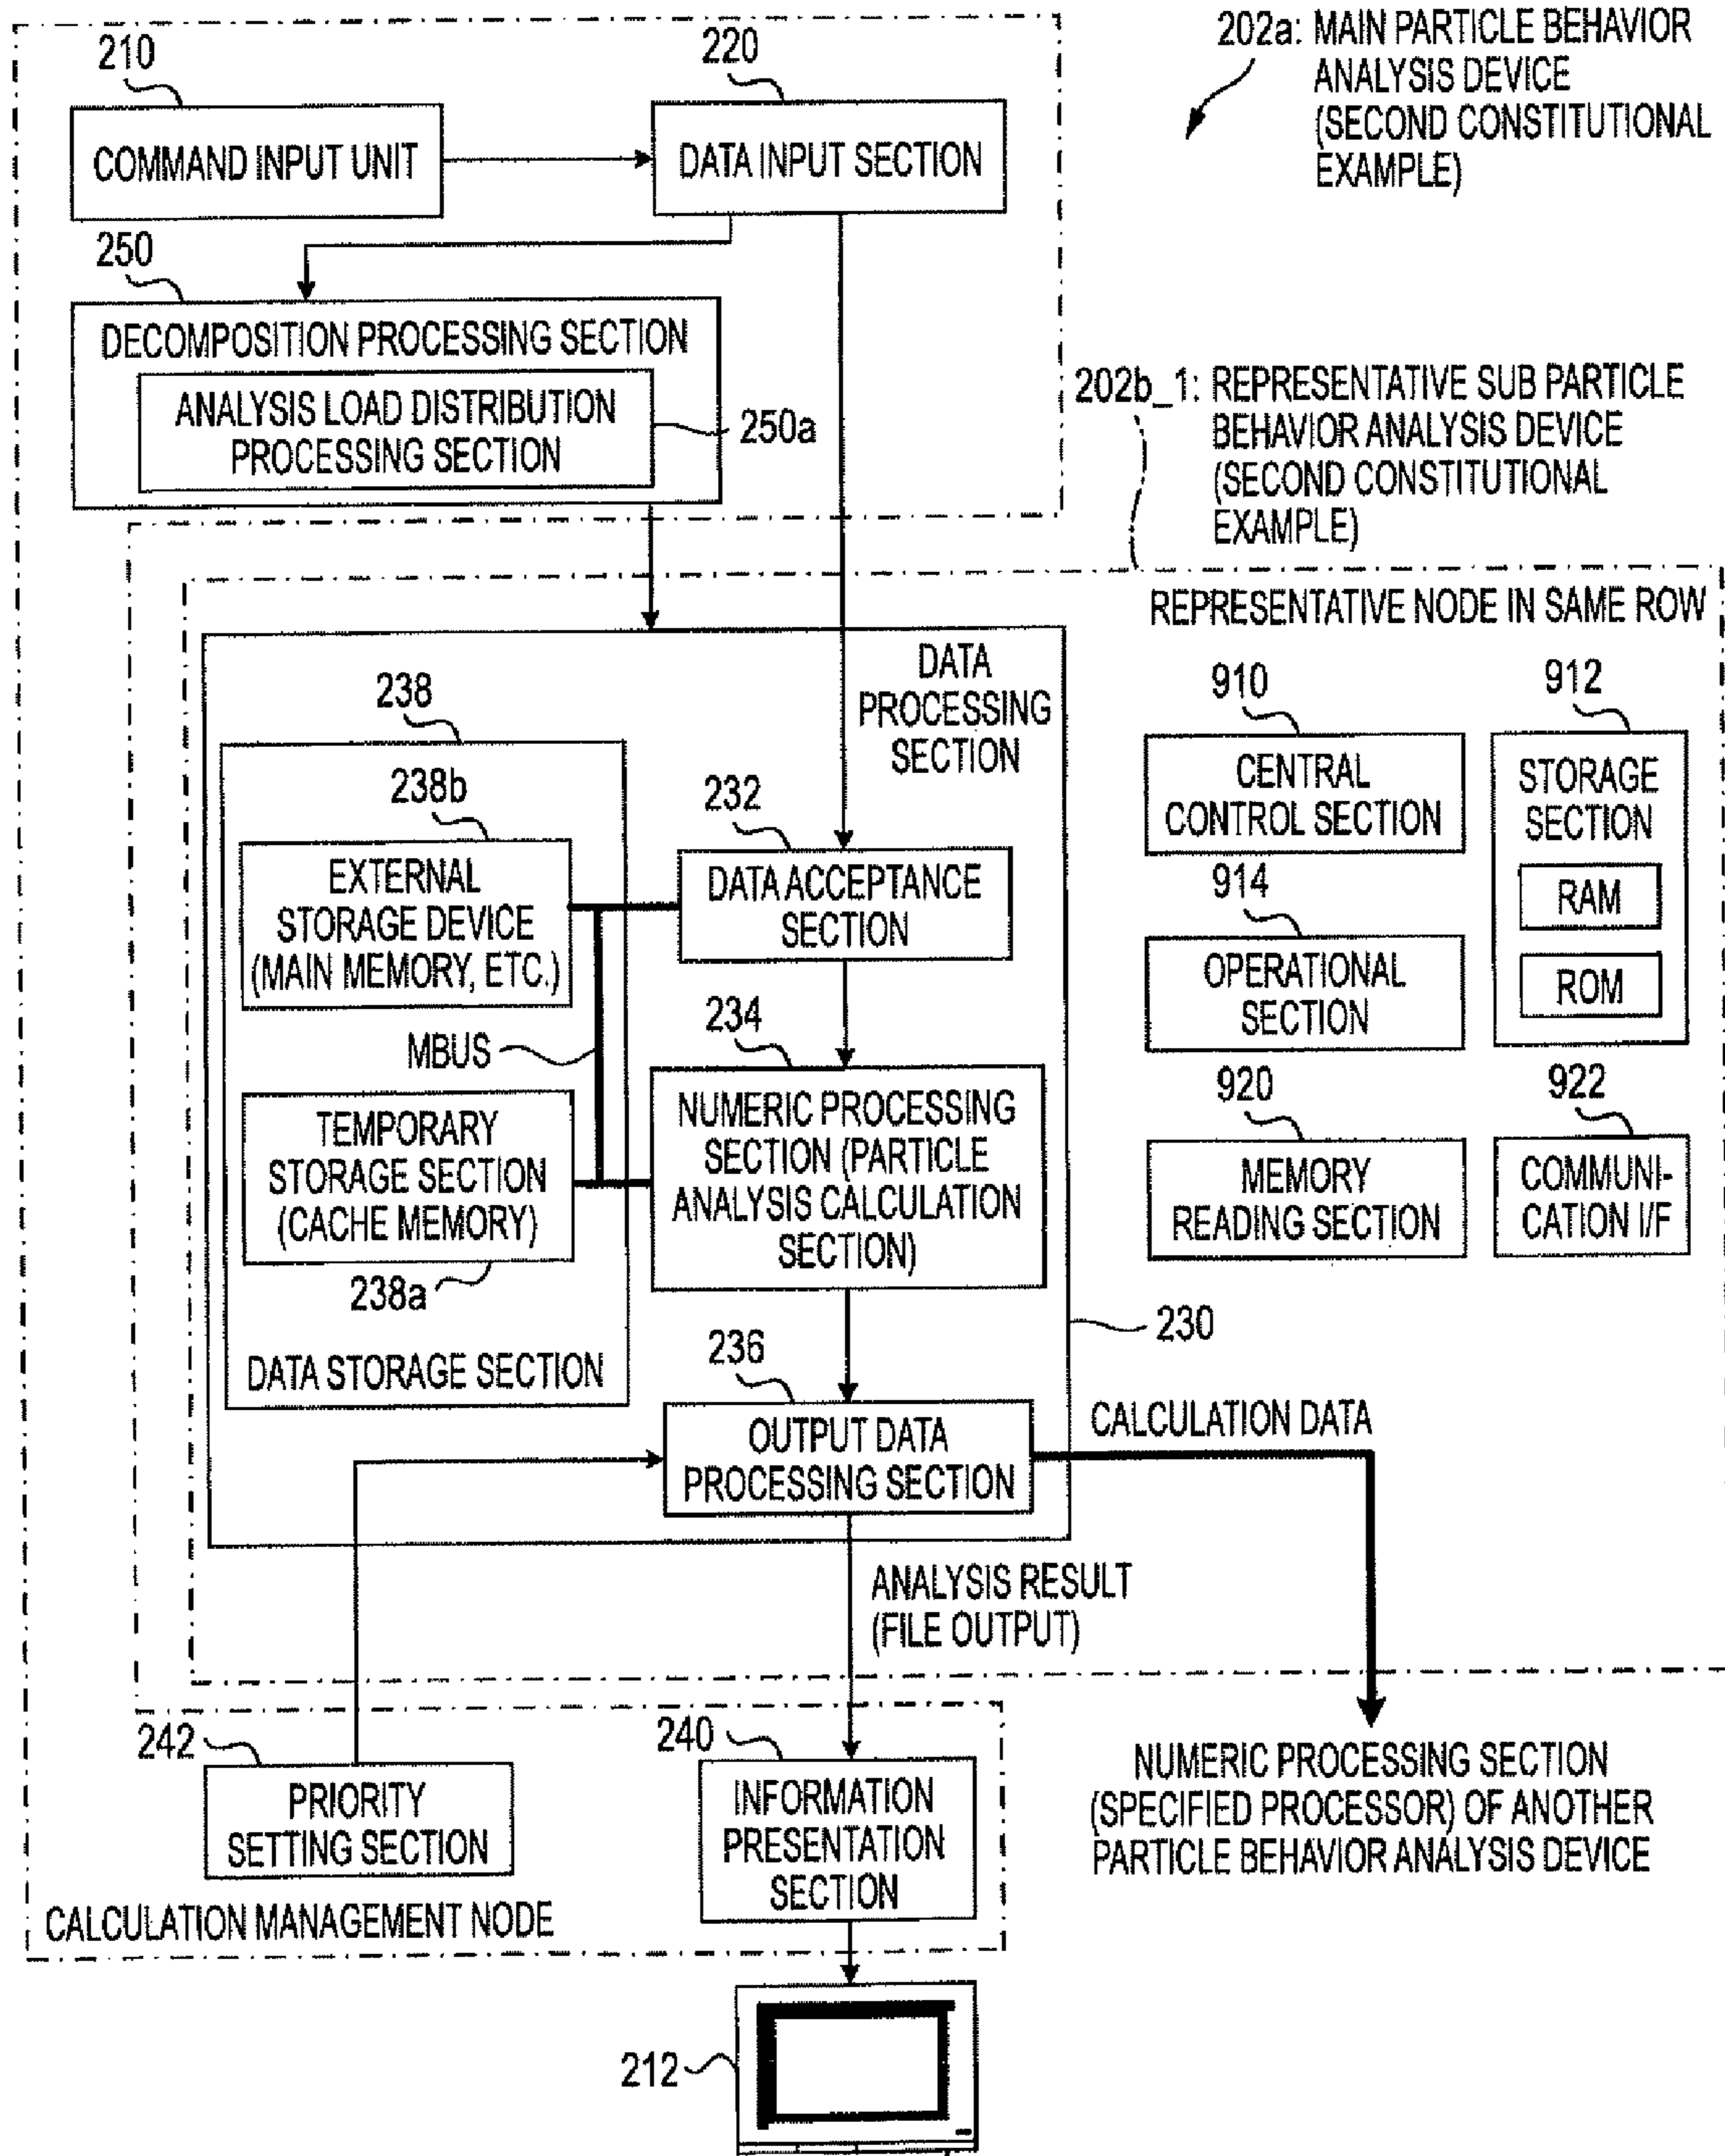 202a: MAIN PARTICLE BEHAVIOR
ANALYSIS DEVICE
(SECOND CONSTITUTIONAL
EXAMPLE)
210
COMMAND INPUT UNIT
220
DATA INPUT SECTION
250
DECOMPOSITION PROCESSING SECTION
ANALYSIS LOAD DISTRIBUTION
PROCESSING SECTION
250a
202b_1: REPRESENTATIVE SUB PARTICLE
BEHAVIOR ANALYSIS DEVICE
(SECOND CONSTITUTIONAL
EXAMPLE)
REPRESENTATIVE NODE IN SAME ROW
DATA
PROCESSING
SECTION
238
238b
EXTERNAL
STORAGE DEVICE
(MAIN MEMORY, ETC.)
MBUS
TEMPORARY
STORAGE SECTION
(CACHE MEMORY)
238a
DATA STORAGE SECTION
232
DATA ACCEPTANCE
SECTION
234
NUMERIC PROCESSING
SECTION (PARTICLE
ANALYSIS CALCULATION
SECTION)
236
OUTPUT DATA
PROCESSING SECTION
230
910
CENTRAL
CONTROL SECTION
912
STORAGE
SECTION
RAM
ROM
914
OPERATIONAL
SECTION
920
MEMORY
READING SECTION
922
COMMUNI-
CATION I/F
CALCULATION DATA
ANALYSIS RESULT
(FILE OUTPUT)
242
PRIORITY
SETTING SECTION
240
INFORMATION
PRESENTATION
SECTION
NUMERIC PROCESSING SECTION
(SPECIFIED PROCESSOR) OF ANOTHER
PARTICLE BEHAVIOR ANALYSIS DEVICE
CALCULATION MANAGEMENT NODE
212